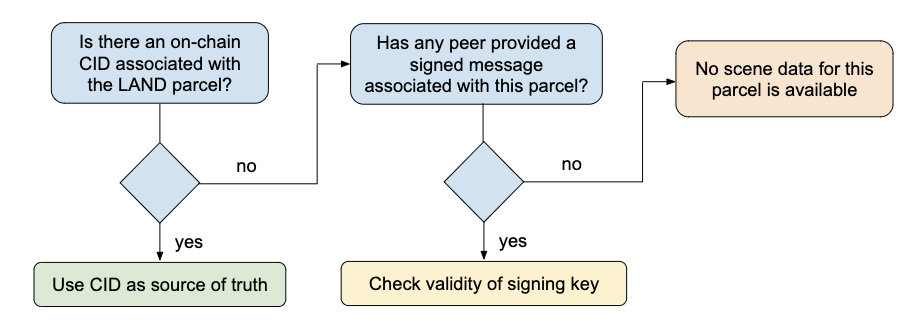 Is there an on-chain
CID associated with
the LAND parcel?
Has any peer provided a
signed message
associated with this parcel?
No scene data for this
parcel is available
no
no
yes
yes
Use CID as source of truth
Check validity of signing key